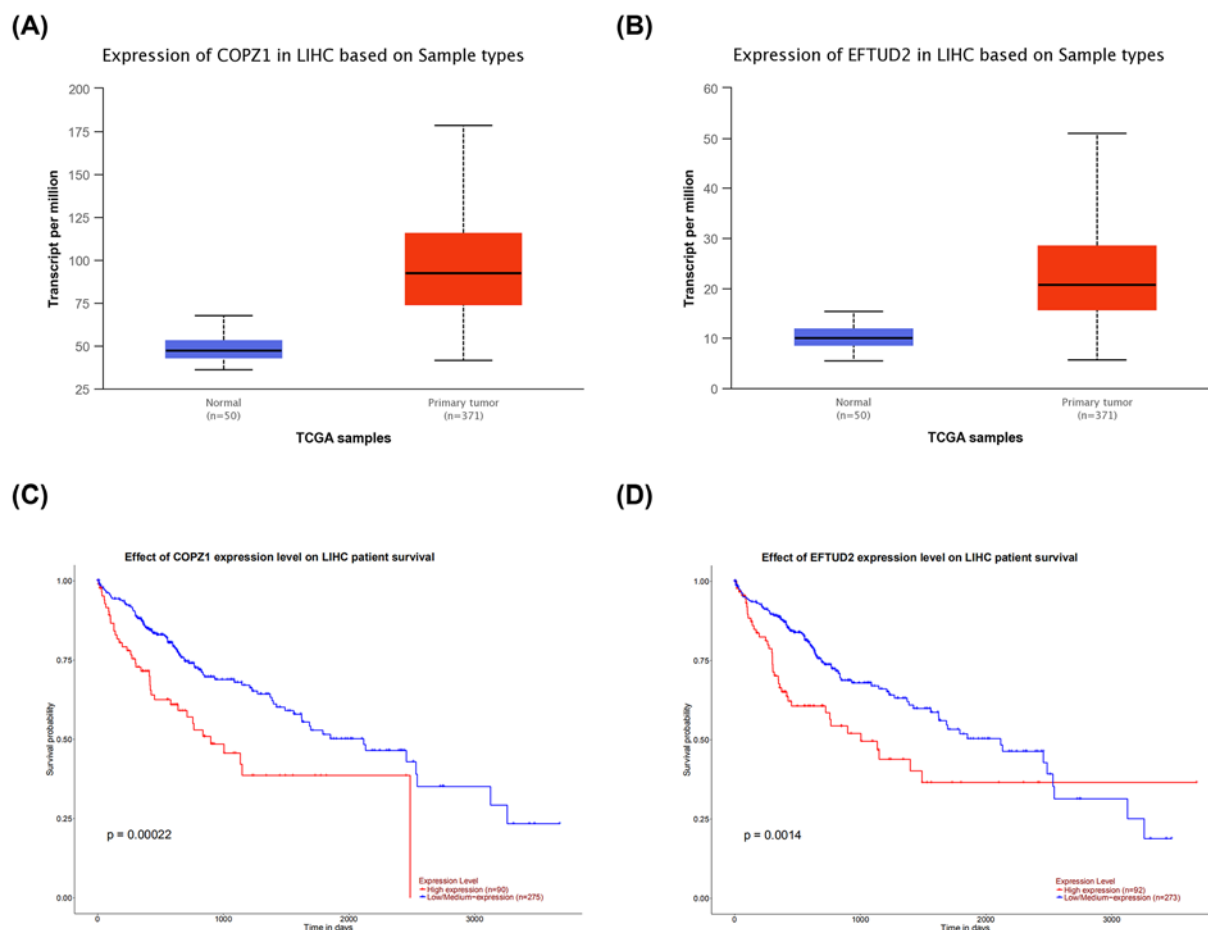 (A)
Expression of COPZ1 in LIHC based on Sample types
Transcript per million
200
175
150
125
100
75
50
25
Normal
(n=50)
Primary tumor
(n=371)
TCGA samples
(B)
Expression of EFTUD2 in LIHC based on Sample types
Transcript per million
60
50
40
30
20
10
0
Normal
(n=50)
Primary tumor
(n=371)
TCGA samples
(C)
Effect of COPZ1 expression level on LIHC patient survival
Survival probability
1.00
0.75
0.50
0.25
0.00
p = 0.00022
Expression Level
High expression (n=90)
Low/Medium-expression (n=275)
0
1000
2000
3000
Time in days
(D)
Effect of EFTUD2 expression level on LIHC patient survival
Survival probability
1.00
0.75
0.50
0.25
0.00
p = 0.0014
Expression Level
High expression (n=92)
Low/Medium-expression (n=273)
0
1000
2000
3000
Time in days